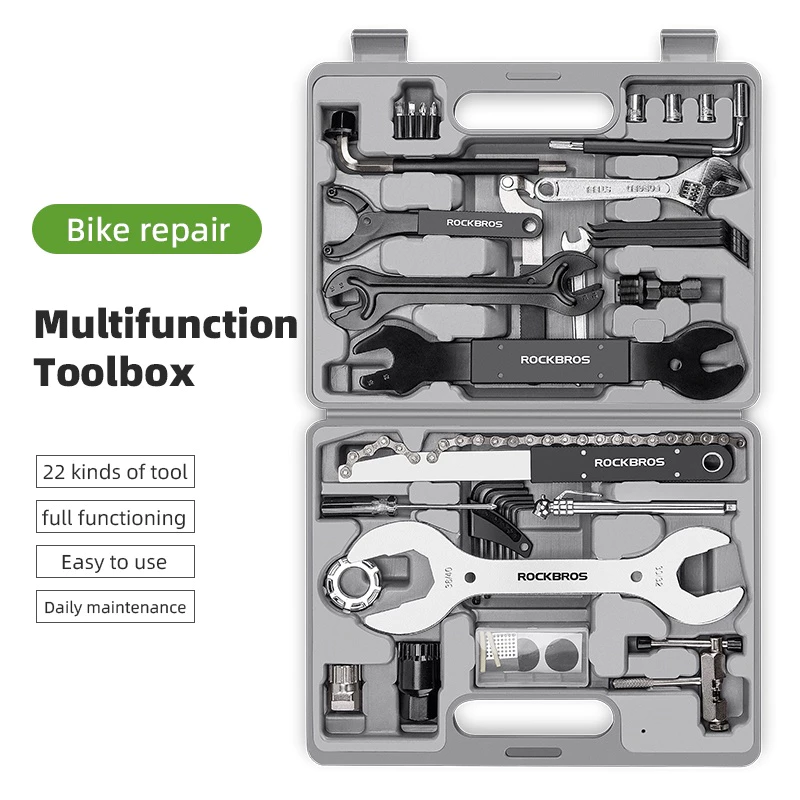 Bike repair
Multifunction
Toolbox
22 kinds of tool
full functioning
Easy to use
Daily maintenance
ROCKBROS
ROCKBROS
ROCKBROS
ROCKBROS